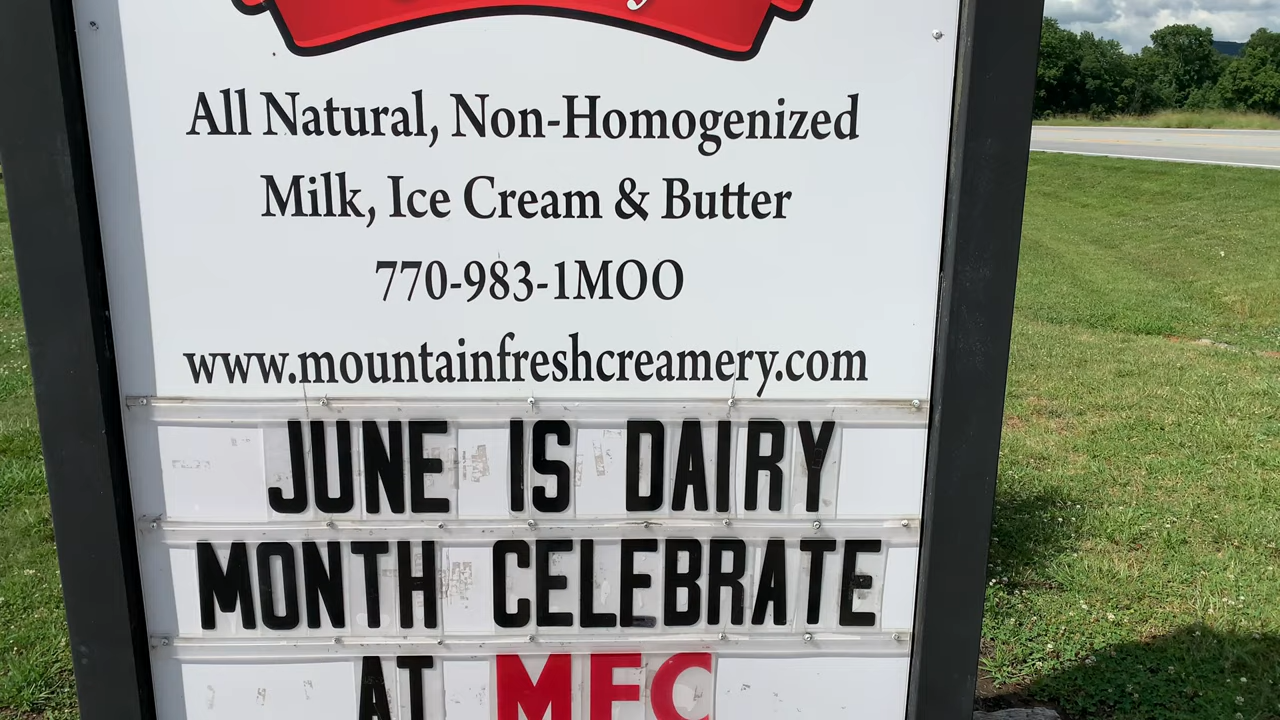 All Natural, Non-Homogenized
Milk, Ice Cream & Butter
770-983-1MOO
www.mountainfreshcreamery.com
JUNE IS DAIRY
MONTH CELEBRATE
AT MFC